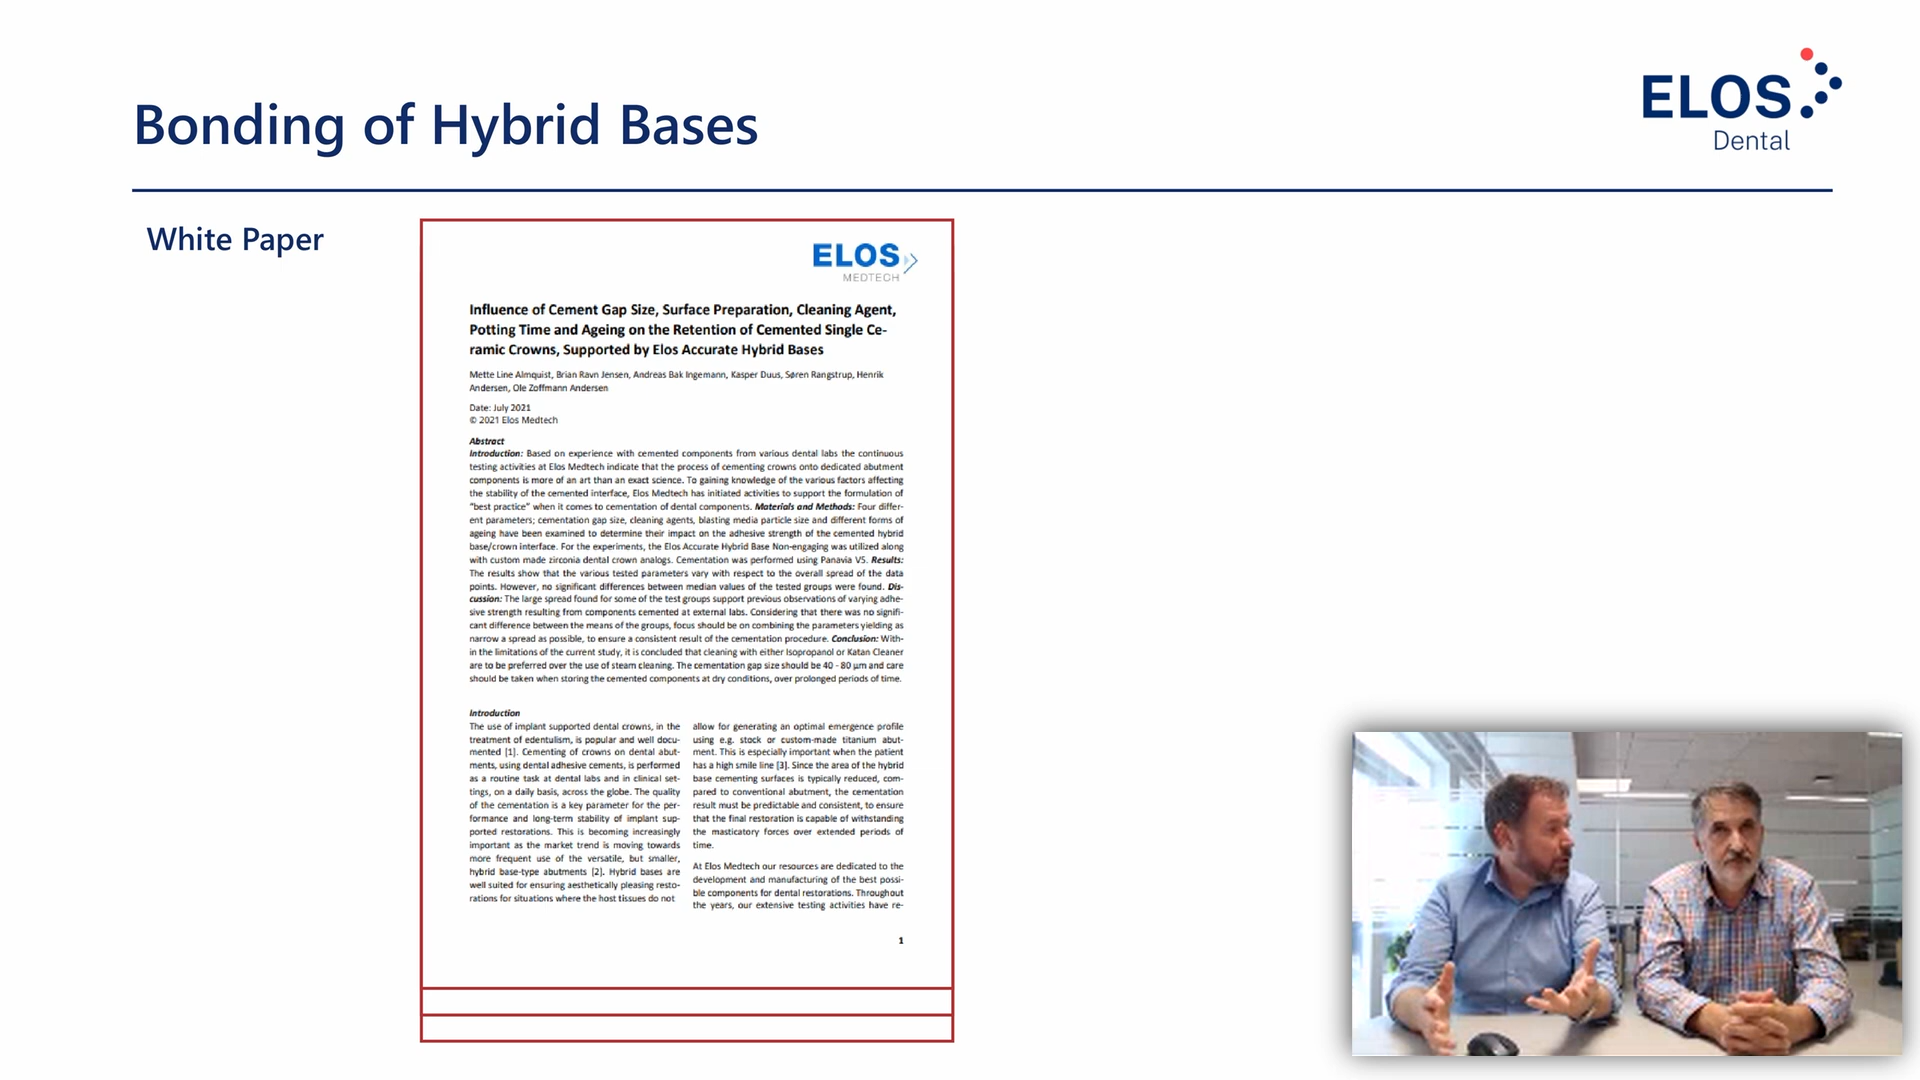 Bonding of Hybrid Bases
ELOS
Dental
White Paper
ELOS
MEDTECH
Influence of Cement Gap Size, Surface Preparation, Cleaning Agent,
Potting Time and Ageing on the Retention of Cemented Single Ce-
ramic Crowns, Supported by Elos Accurate Hybrid Bases
Mette Line Almquist, Brian Ravn Jensen, Andreas Bak Ingemann, Kasper Duus, Søren Rangstrup, Henrik
Andersen, Ole Zoffmann Andersen
Date: July 2021
© 2021 Elos Medtech
Abstract
Introduction: Based on experience with cemented components from various dental labs the continuous
testing activities at Elos Medtech indicate that the process of cementing crowns onto dedicated abutment
components is more of an art than an exact science. To gaining knowledge of the various factors affecting
the stability of the cemented interface, Elos Medtech has initiated activities to support the formulation of
"best practice" when it comes to cementation of dental components. Materials and Methods: Four differ-
ent parameters; cementation gap size, cleaning agents, blasting media particle size and different forms of
ageing have been examined to determine their impact on the adhesive strength of the cemented hybrid
base/crown interface. For the experiments, the Elos Accurate Hybrid Base Non-engaging was utilized along
with custom made zirconia dental crown analogs. Cementation was performed using Panavia V5. Results:
The results show that the various tested parameters vary with respect to the overall spread of the data
points. However, no significant differences between median values of the tested groups were found. Dis-
cussion: The large spread found for some of the test groups support previous observations of varying adhe-
sive strength resulting from components cemented at external labs. Considering that there was no signifi-
cant difference between the means of the groups, focus should be on combining the parameters yielding as
narrow a spread as possible, to ensure a consistent result of the cementation procedure. Conclusion: With-
in the limitations of the current study, it is concluded that cleaning with either Isopropanol or Katan Cleaner
are to be preferred over the use of steam cleaning. The cementation gap size should be 40 - 80 µm and care
should be taken when storing the cemented components at dry conditions, over prolonged periods of time.
Introduction
The use of implant supported dental crowns, in the
treatment of edentulism, is popular and well docu-
mented [1]. Cementing of crowns on dental abut-
ments, using dental adhesive cements, is performed
as a routine task at dental labs and in clinical set-
tings, on a daily basis, across the globe. The quality
of the cementation is a key parameter for the per-
formance and long-term stability of implant sup-
ported restorations. This is becoming increasingly
important as the market trend is moving towards
more frequent use of the versatile, but smaller,
hybrid base-type abutments [2]. Hybrid bases are
well suited for ensuring aesthetically pleasing resto-
rations for situations where the host tissues do not
allow for generating an optimal emergence profile
using e.g. stock or custom-made titanium abut-
ment. This is especially important when the patient
has a high smile line [3]. Since the area of the hybrid
base cementing surfaces is typically reduced, com-
pared to conventional abutment, the cementation
result must be predictable and consistent, to ensure
that the final restoration is capable of withstanding
the masticatory forces over extended periods of
time.
At Elos Medtech our resources are dedicated to the
development and manufacturing of the best possi-
ble components for dental restorations. Throughout
the years, our extensive testing activities have re-
1